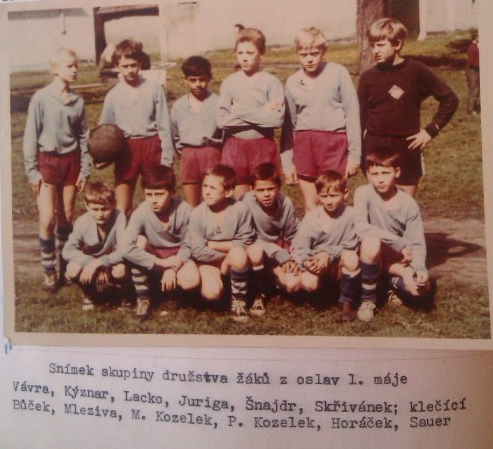 Snímek skupiny družstva žáků z oslav 1. máje
Vávra, Kýznar, Lacko, Juriga, Šnajdr, Skřivánek; klečící
Bůček, Mleziva, M. Kozelek, P. Kozelek, Horáček, Sauer